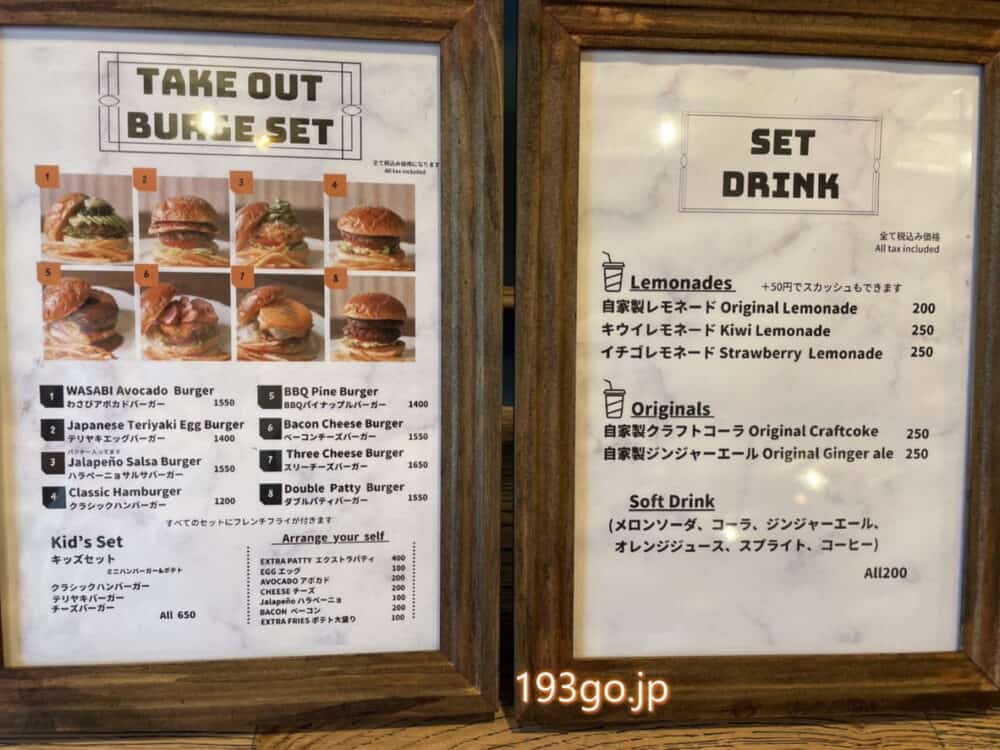 TAKE OUT
BURGE SET
全て税込み価格になります
All tax included
1
2
3
4
5
6
7
8
1 WASABI Avocado Burger
わさびアボカドバーガー 1550
2 Japanese Teriyaki Egg Burger
テリヤキエッグバーガー 1400
3 Jalapeño Salsa Burger
ハラペーニョサルサバーガー 1550
4 Classic Hamburger
クラシックハンバーガー 1200
5 BBQ Pine Burger
BBQパイナップルバーガー 1400
6 Bacon Cheese Burger
ベーコンチーズバーガー 1550
7 Three Cheese Burger
スリーチーズバーガー 1650
8 Double Patty Burger
ダブルパティバーガー 1550
すべてのセットにフレンチフライが付きます
Kid's Set
キッズセット
ミニハンバーガー&ポテト
クラシックハンバーガー
テリヤキバーガー
チーズバーガー
All 650
Arrange your self
EXTRA PATTY エクストラパティ 400
EGG エッグ 100
AVOCADO アボカド 200
CHEESE チーズ 200
Jalapeño ハラペーニョ 100
BACON ベーコン 200
EXTRA FRIES ポテト大盛り 100
SET
DRINK
全て税込み価格
All tax included
Lemonades +50円でスカッシュもできます
自家製レモネード Original Lemonade 200
キウイレモネード Kiwi Lemonade 250
イチゴレモネード Strawberry Lemonade 250
Originals
自家製クラフトコーラ Original Craftcoke 250
自家製ジンジャーエール Original Ginger ale 250
Soft Drink
(メロンソーダ、コーラ、ジンジャーエール、
オレンジジュース、スプライト、コーヒー)
All200
193go.jp